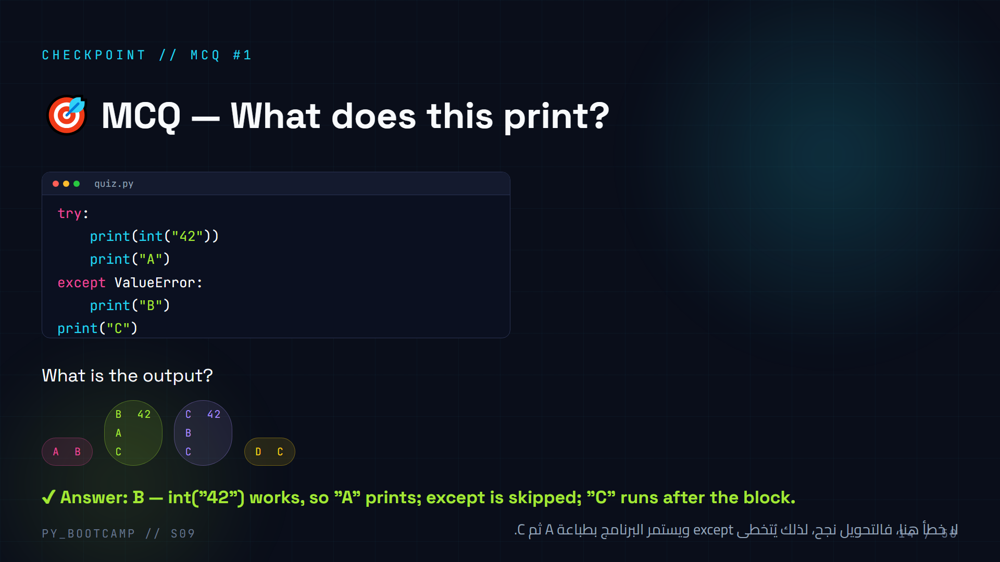 CHECKPOINT // MCQ #1
MCQ — What does this print?
quiz.py
try:
    print(int("42"))
    print("A")
except ValueError:
    print("B")
print("C")
What is the output?
A B
B 42
A
C
C 42
B
C
D C
✓ Answer: B — int("42") works, so "A" prints; except is skipped; "C" runs after the block.
لا خطأ هنا، فالتحويل نجح، لذلك يُتخطى except ويستمر البرنامج بطباعة A ثم C.
PY_BOOTCAMP // S09
14 / 50